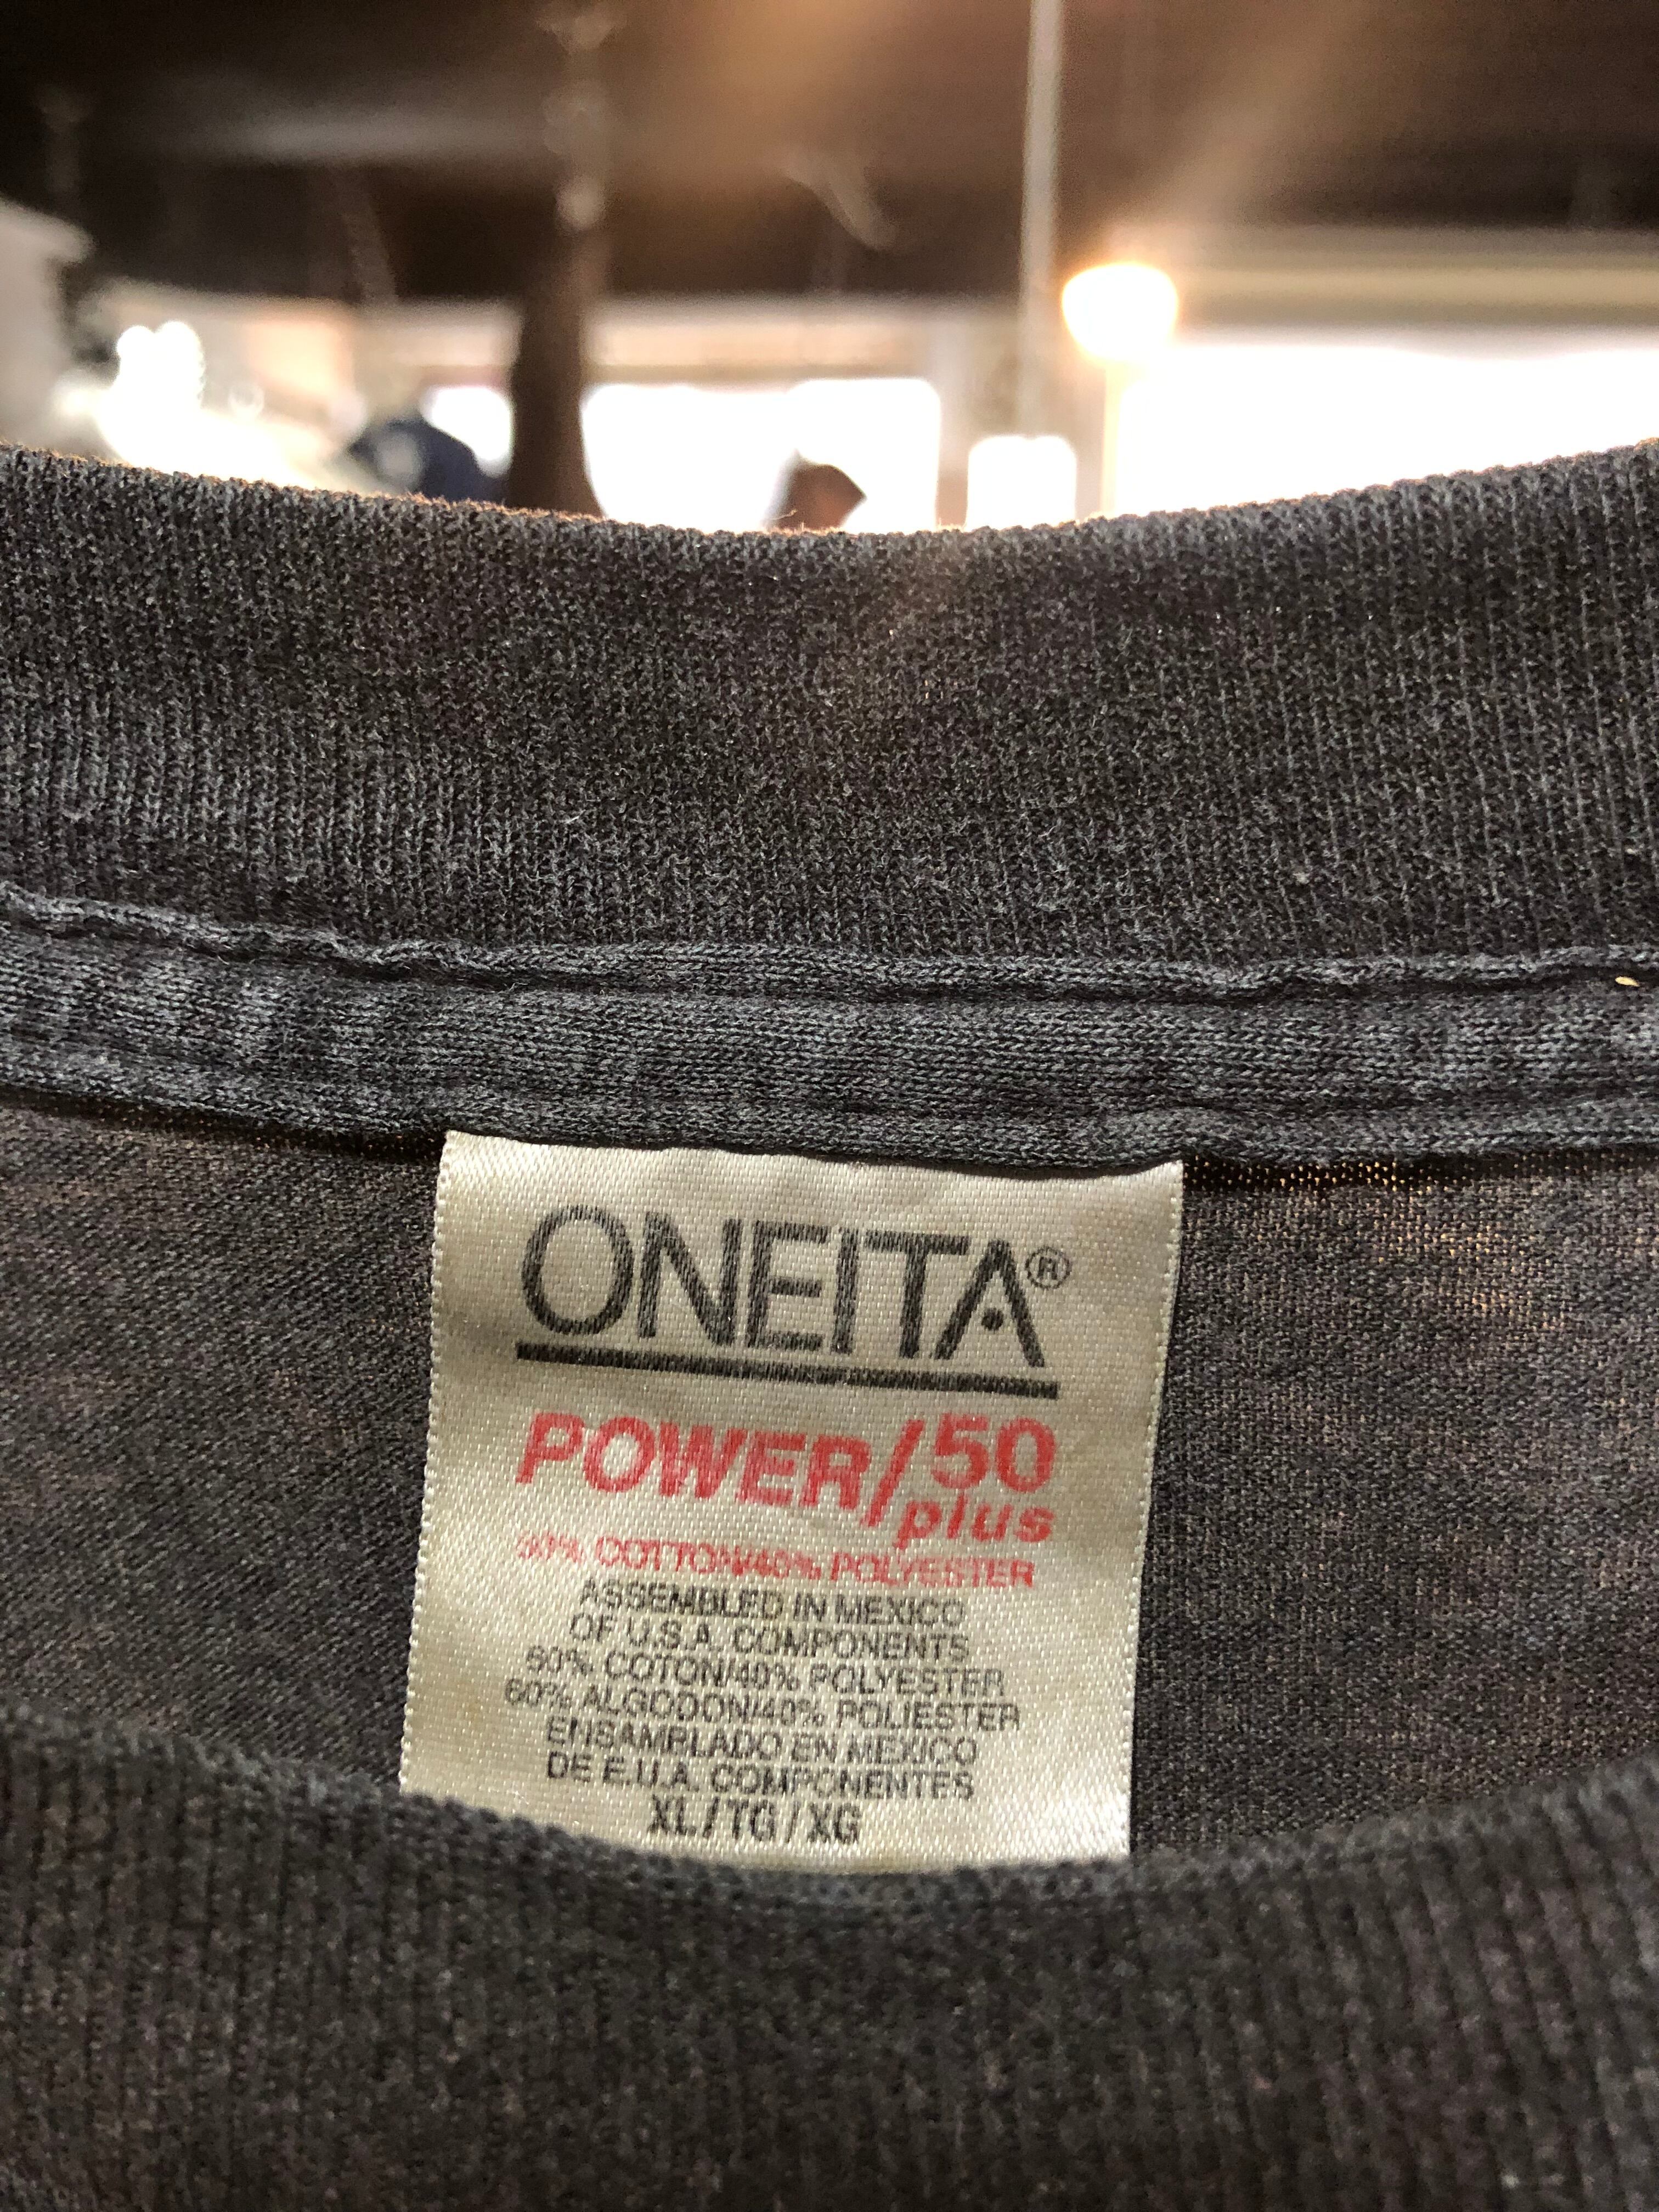 ONEITA®
POWER/50
plus
60% COTTON/40% POLYESTER
ASSEMBLED IN MEXICO
OF U.S.A. COMPONENTS
60% COTON/40% POLYESTER
60% ALGODON/40% POLIESTER
ENSAMPLADO EN MEXICO
DE E.U.A. COMPONENTES
XL/TG/XG